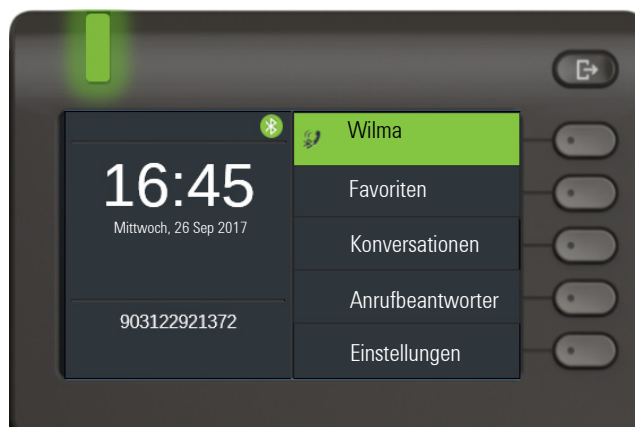 16:45
Mittwoch, 26 Sep 2017
903122921372
Wilma
Favoriten
Konversationen
Anrufbeantworter
Einstellungen